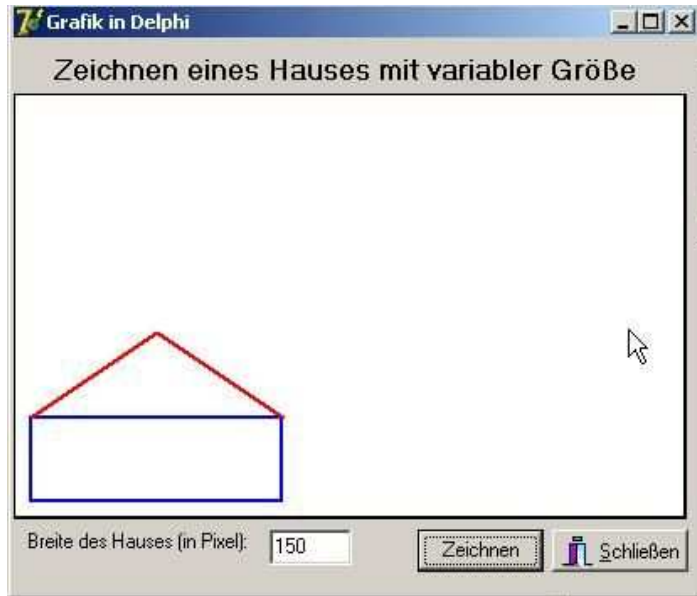 Grafik in Delphi
Zeichnen eines Hauses mit variabler Größe
Breite des Hauses (in Pixel): 150 Zeichnen Schließen